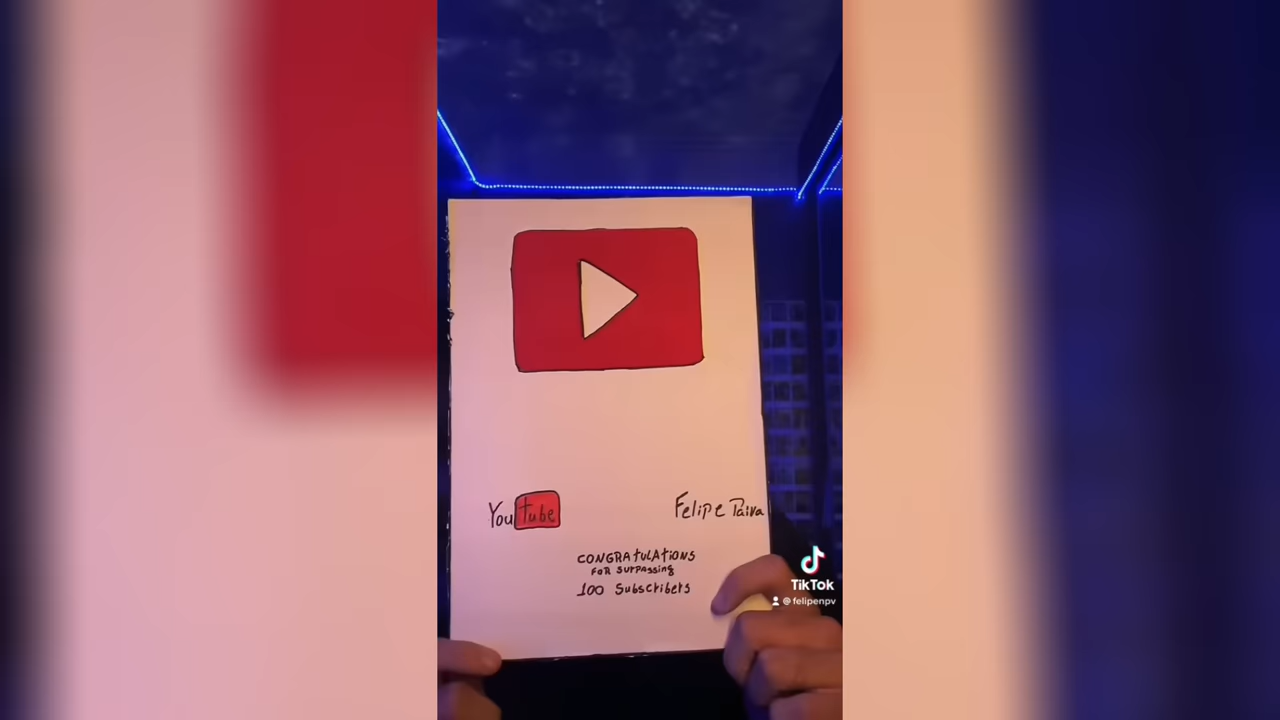 YouTube
Felipe Paiva
CONGRATULATIONS
FOR SURPASSING
100 Subscribers
TikTok
@felipenpv